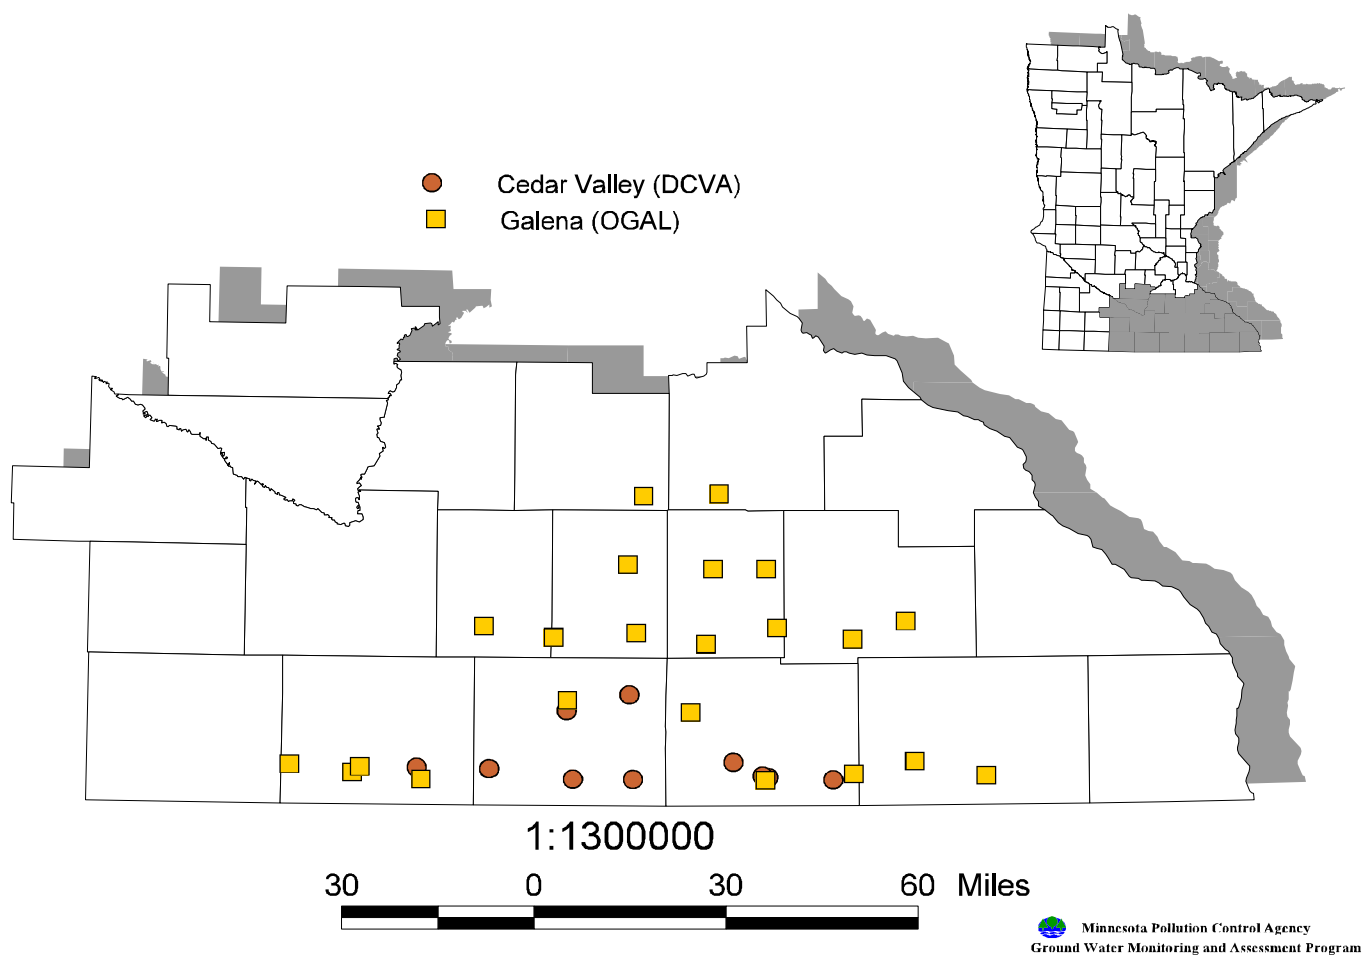 Cedar Valley (DCVA)
Galena (OGAL)
1:1300000
30 0 30 60 Miles
Minnesota Pollution Control Agency
Ground Water Monitoring and Assessment Program